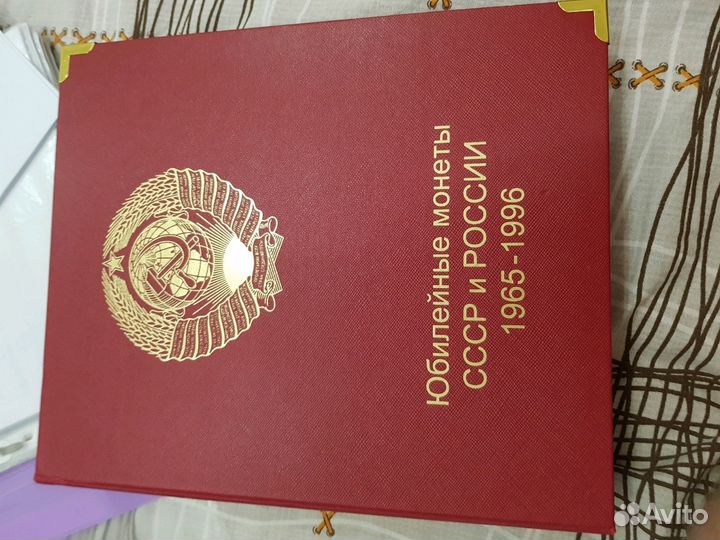 Юбилейные монеты
СССР и РОССИИ
1965-1996
Avito